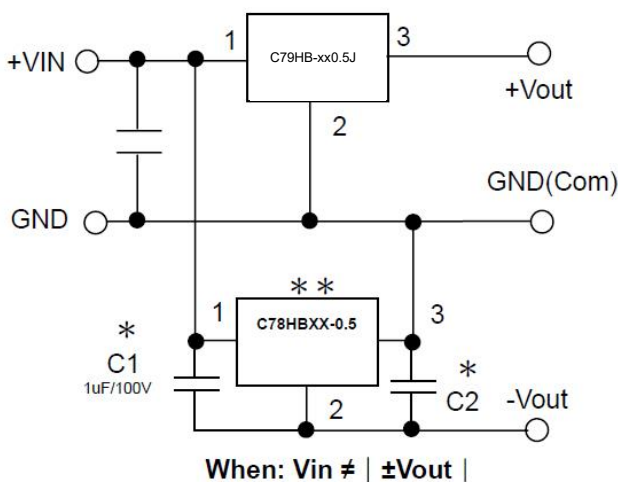 1
C79HB-xx0.5J
3
+VIN
+Vout
2
GND(Com)
GND
**
1
C78HBXX-0.5
3
*
C1
1uF/100V
*
C2
2
-Vout
When: Vin ≠ | ±Vout |